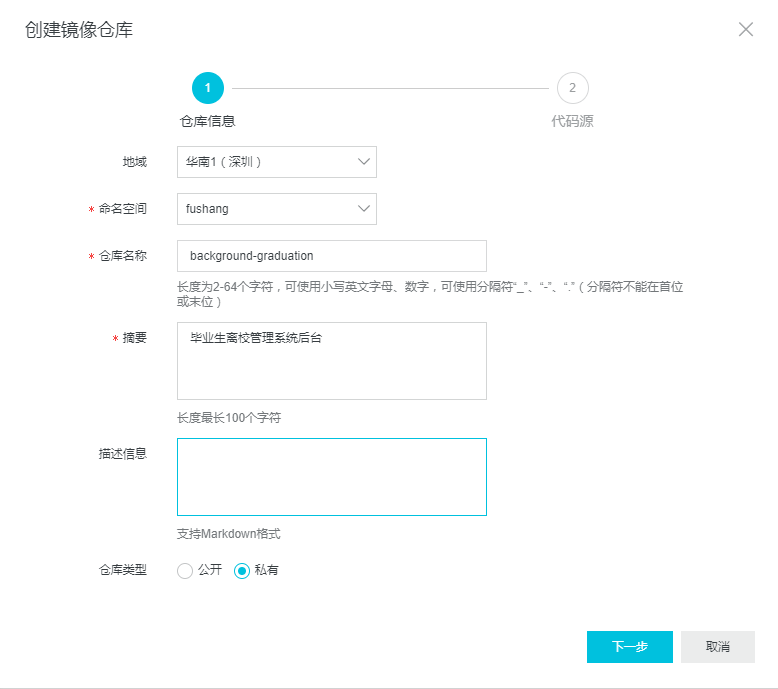 创建镜像仓库
1
2
仓库信息
代码源
地域
华南1（深圳）
* 命名空间
fushang
* 仓库名称
background-graduation
长度为2-64个字符，可使用小写英文字母、数字，可使用分隔符“_”、“-”、“.”（分隔符不能在首位
或末位）
* 摘要
毕业生离校管理系统后台
长度最长100个字符
描述信息
支持Markdown格式
仓库类型
公开
私有
下一步
取消